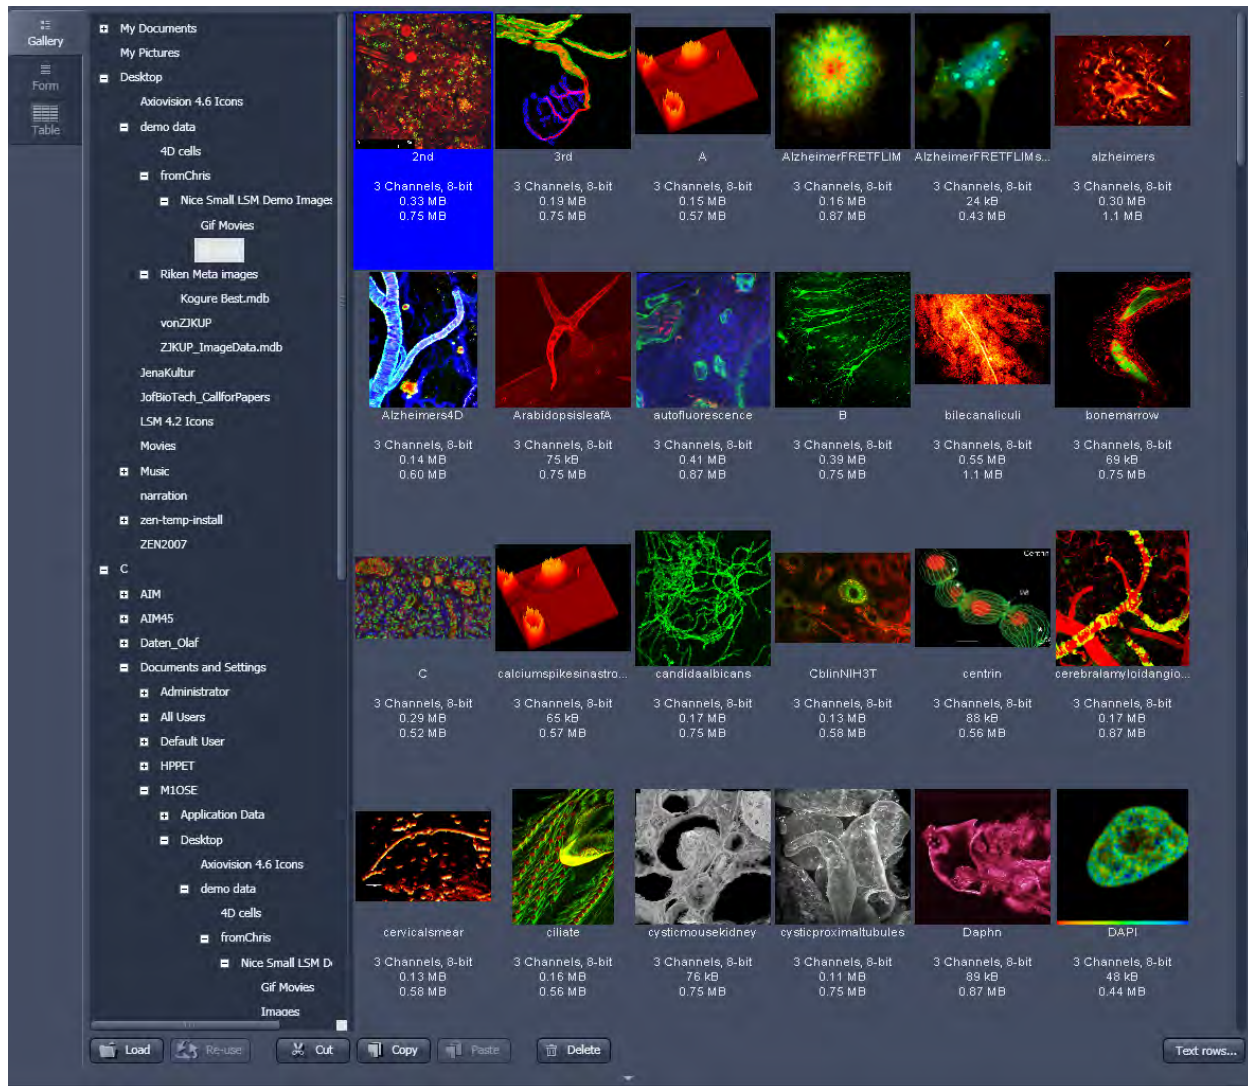 Gallery
Form
Table
My Documents
My Pictures
Desktop
Axiovision 4.6 Icons
demo data
4D cells
fromChris
Nice Small LSM Demo Images
Gif Movies
Riken Meta images
Kogure Best.mdb
vonZJKUP
ZJKUP_ImageData.mdb
JenaKultur
JofBioTech_CallforPapers
LSM 4.2 Icons
Movies
Music
narration
zen-temp-install
ZEN2007
C
AIM
AIM45
Daten_Olaf
Documents and Settings
Administrator
All Users
Default User
HPPET
M1OSE
Application Data
Desktop
Axiovision 4.6 Icons
demo data
4D cells
fromChris
Nice Small LSM D
Gif Movies
Images
2nd 3rd A AlzheimerFRETFLIM AlzheimerFRETFLIMs... alzheimers
3 Channels, 8-bit 3 Channels, 8-bit 3 Channels, 8-bit 3 Channels, 8-bit 3 Channels, 8-bit 3 Channels, 8-bit
0.33 MB 0.19 MB 0.15 MB 0.16 MB 24 kB 0.30 MB
0.75 MB 0.75 MB 0.57 MB 0.87 MB 0.43 MB 1.1 MB
Alzheimers4D ArabidopsisleafA autofluorescence B bilecanaliculi bonemarrow
3 Channels, 8-bit 3 Channels, 8-bit 3 Channels, 8-bit 3 Channels, 8-bit 3 Channels, 8-bit 3 Channels, 8-bit
0.14 MB 75 kB 0.41 MB 0.39 MB 0.55 MB 69 kB
0.60 MB 0.75 MB 0.87 MB 0.75 MB 1.1 MB 0.75 MB
Centrin
C calciumspikesinastro... candidaalbicans CblinNIH3T centrin cerebralamyloidangio...
3 Channels, 8-bit 3 Channels, 8-bit 3 Channels, 8-bit 3 Channels, 8-bit 3 Channels, 8-bit 3 Channels, 8-bit
0.29 MB 65 kB 0.17 MB 0.13 MB 88 kB 0.17 MB
0.52 MB 0.57 MB 0.75 MB 0.58 MB 0.56 MB 0.87 MB
cervicalsmear ciliate cysticmousekidney cysticproximaltubules Daphn DAPI
3 Channels, 8-bit 3 Channels, 8-bit 3 Channels, 8-bit 3 Channels, 8-bit 3 Channels, 8-bit 3 Channels, 8-bit
0.13 MB 0.16 MB 76 kB 0.11 MB 89 kB 48 kB
0.58 MB 0.56 MB 0.75 MB 0.75 MB 0.87 MB 0.44 MB
Load Re-use Cut Copy Paste Delete Text rows...